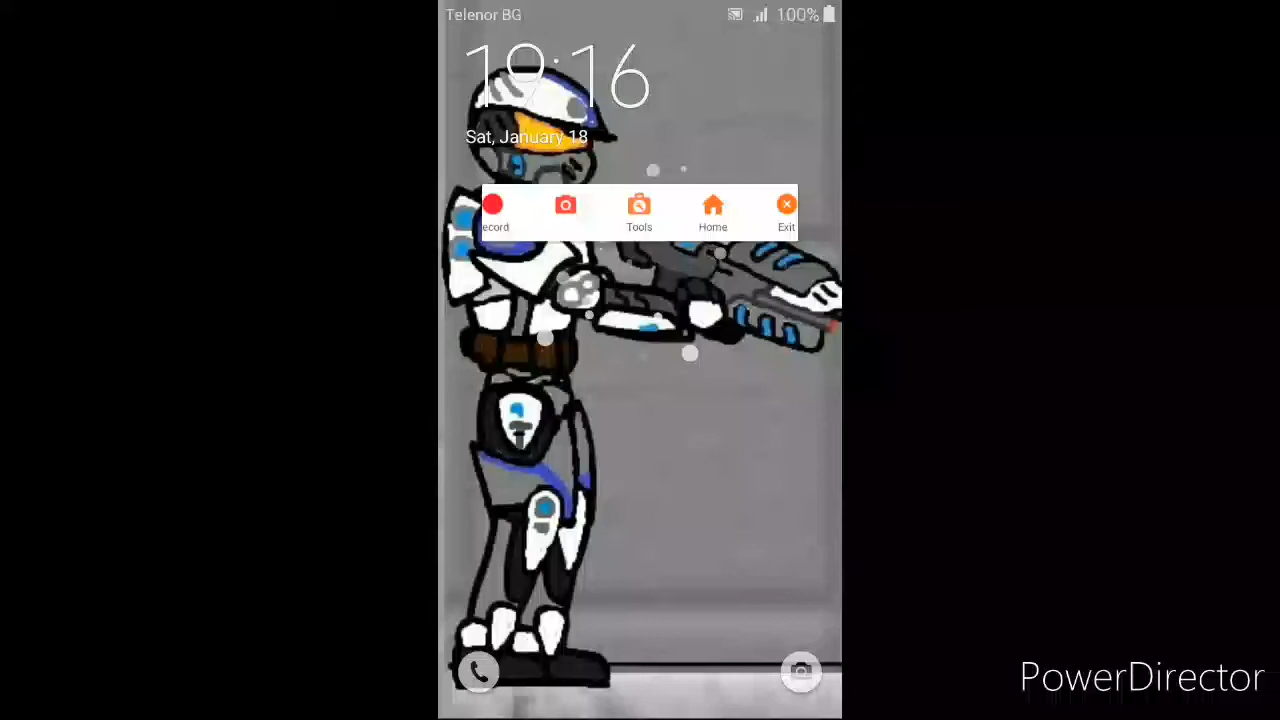 Telenor BG 100%
19:16
Sat, January 18
ecord Tools Home Exit
PowerDirector